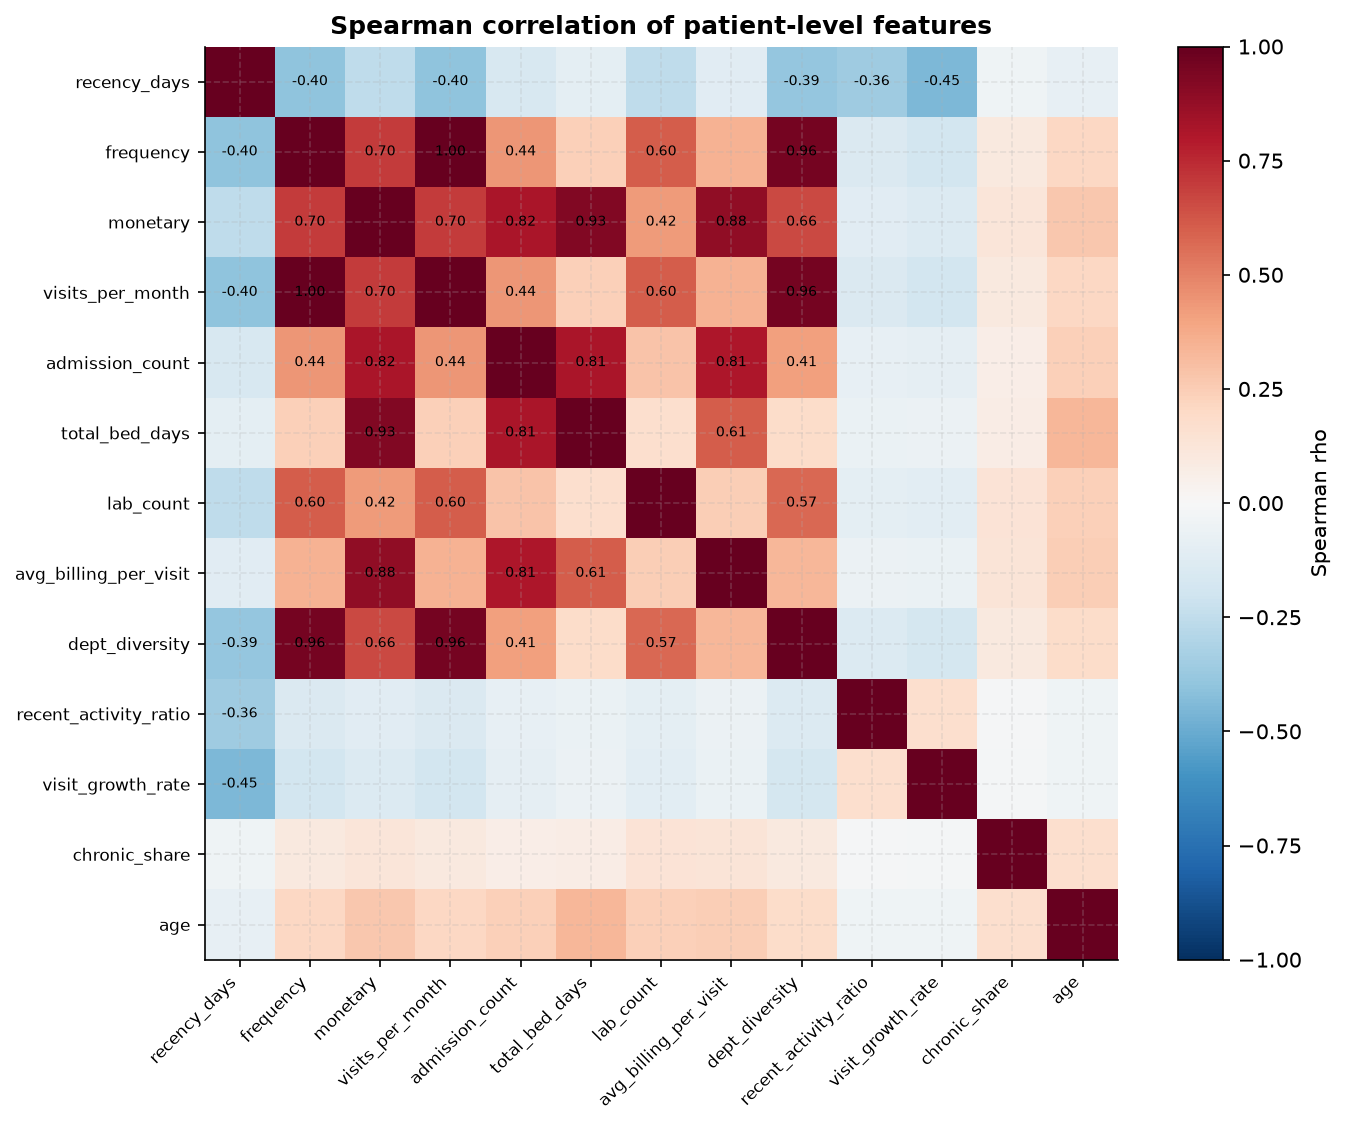 Spearman correlation of patient-level features
recency_days -0.40 -0.40 -0.39 -0.36 -0.45
frequency -0.40 0.70 1.00 0.44 0.60 0.96
monetary 0.70 0.70 0.82 0.93 0.42 0.88 0.66
visits_per_month -0.40 1.00 0.70 0.44 0.60 0.96
admission_count 0.44 0.82 0.44 0.81 0.81 0.41
total_bed_days 0.93 0.81 0.61
lab_count 0.60 0.42 0.60 0.57
avg_billing_per_visit 0.88 0.81 0.61
dept_diversity -0.39 0.96 0.66 0.96 0.41 0.57
recent_activity_ratio -0.36
visit_growth_rate -0.45
chronic_share
age
recency_days
frequency
monetary
visits_per_month
admission_count
total_bed_days
lab_count
avg_billing_per_visit
dept_diversity
recent_activity_ratio
visit_growth_rate
chronic_share
age
1.00
0.75
0.50
0.25
0.00
−0.25
−0.50
−0.75
−1.00
Spearman rho